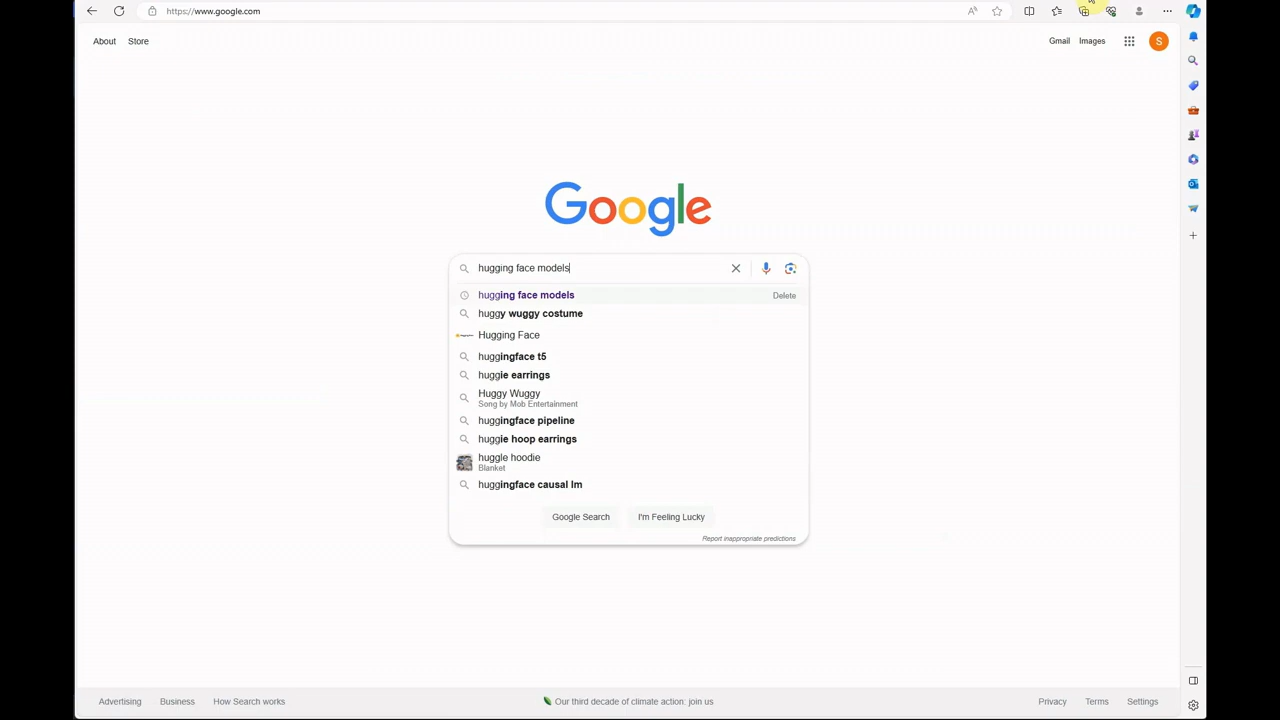 https://www.google.com
About Store
Gmail Images
S
Google
hugging face models
hugging face models Delete
huggy wuggy costume
Hugging Face
huggingface t5
huggie earrings
Huggy Wuggy
Song by Mob Entertainment
huggingface pipeline
huggie hoop earrings
huggle hoodie
Blanket
huggingface causal lm
Google Search I'm Feeling Lucky
Report inappropriate predictions
Advertising Business How Search works Our third decade of climate action: join us Privacy Terms Settings